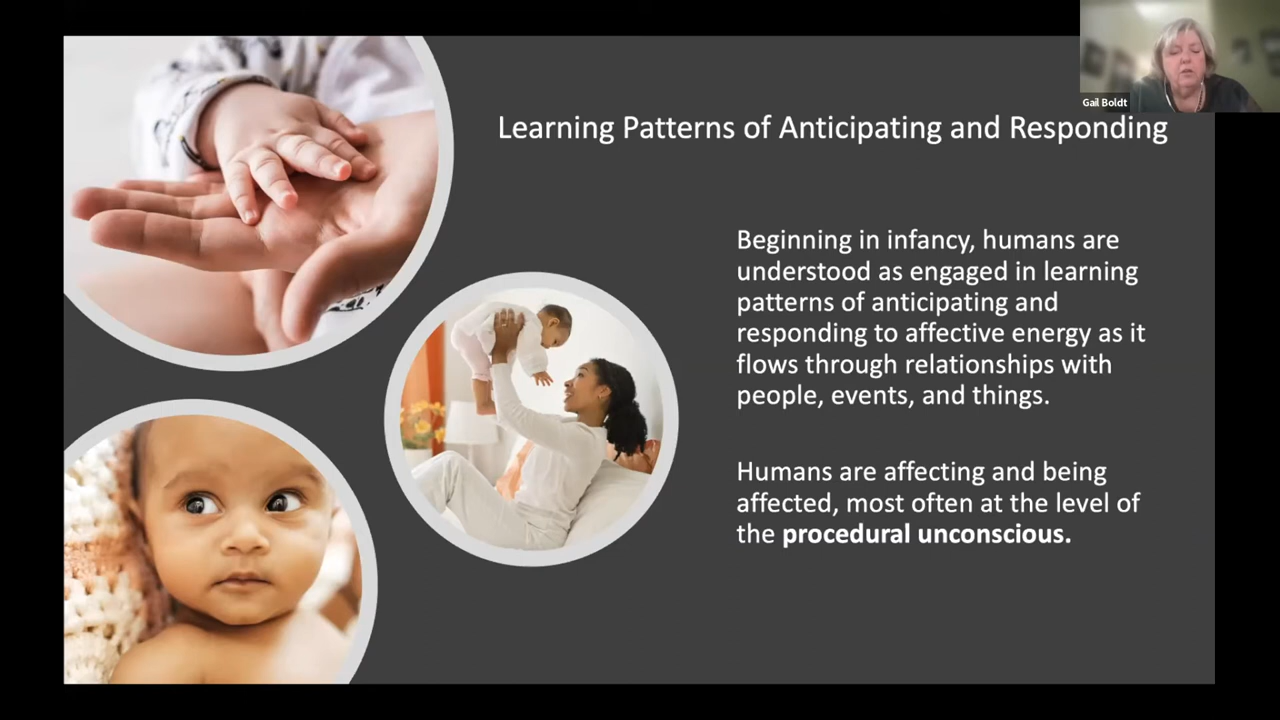 Gail Boldt
Learning Patterns of Anticipating and Responding
Beginning in infancy, humans are
understood as engaged in learning
patterns of anticipating and
responding to affective energy as it
flows through relationships with
people, events, and things.
Humans are affecting and being
affected, most often at the level of
the procedural unconscious.